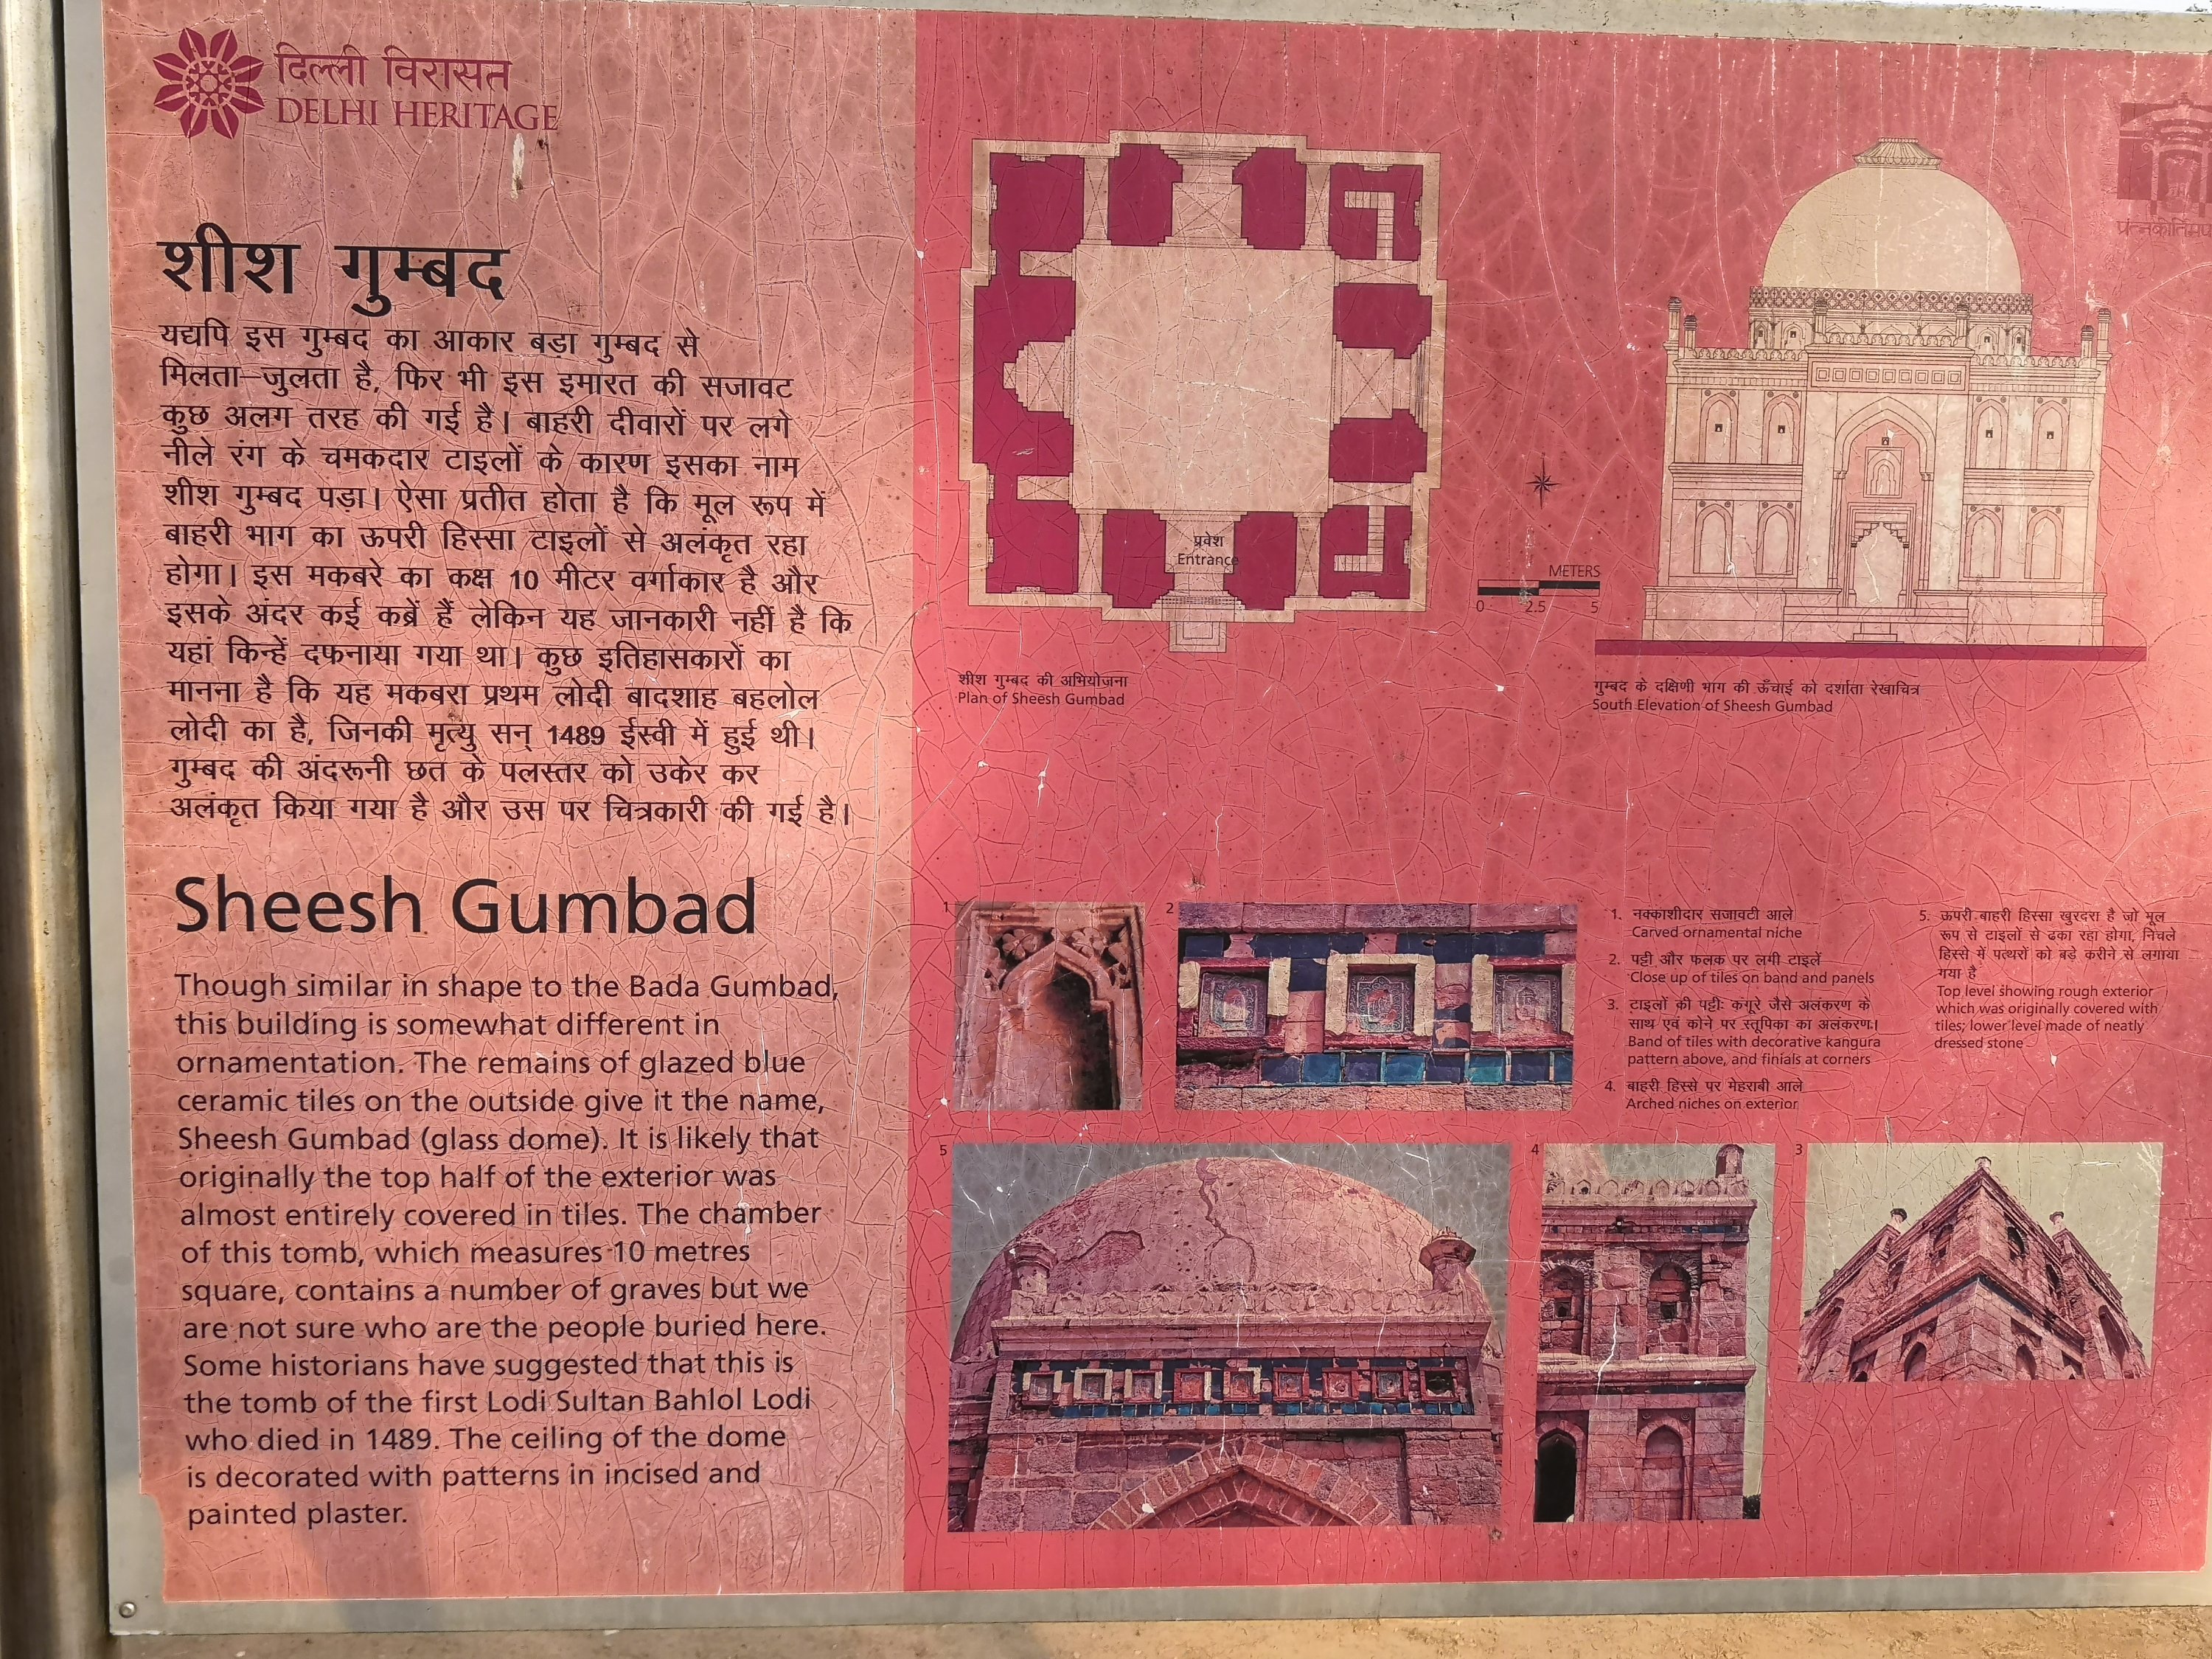 दिल्ली विरासत
DELHI HERITAGE
शीश गुम्बद
यद्यपि इस गुम्बद का आकार बड़ा गुम्बद से
मिलता–जुलता है, फिर भी इस इमारत की सजावट
कुछ अलग तरह की गई है। बाहरी दीवारों पर लगे
नीले रंग के चमकदार टाइलों के कारण इसका नाम
शीश गुम्बद पड़ा। ऐसा प्रतीत होता है कि मूल रूप में
बाहरी भाग का ऊपरी हिस्सा टाइलों से अलंकृत रहा
होगा। इस मकबरे का कक्ष 10 मीटर वर्गाकार है और
इसके अंदर कई कब्रें हैं लेकिन यह जानकारी नहीं है कि
यहां किन्हें दफनाया गया था। कुछ इतिहासकारों का
मानना है कि यह मकबरा प्रथम लोदी बादशाह बहलोल
लोदी का है, जिनकी मृत्यु सन् 1489 ईस्वी में हुई थी।
गुम्बद की अंदरूनी छत के पलस्तर को उकेर कर
अलंकृत किया गया है और उस पर चित्रकारी की गई है।
Sheesh Gumbad
Though similar in shape to the Bada Gumbad,
this building is somewhat different in
ornamentation. The remains of glazed blue
ceramic tiles on the outside give it the name,
Sheesh Gumbad (glass dome). It is likely that
originally the top half of the exterior was
almost entirely covered in tiles. The chamber
of this tomb, which measures 10 metres
square, contains a number of graves but we
are not sure who are the people buried here.
Some historians have suggested that this is
the tomb of the first Lodi Sultan Bahlol Lodi
who died in 1489. The ceiling of the dome
is decorated with patterns in incised and
painted plaster.
प्रवेश
Entrance
शीश गुम्बद की अभियोजना
Plan of Sheesh Gumbad
METERS
0 2.5 5
गुम्बद के दक्षिणी भाग की ऊँचाई को दर्शाता रेखाचित्र
South Elevation of Sheesh Gumbad
1
2
1. नक्काशीदार सजावटी आले
Carved ornamental niche
2. पट्टी और फलक पर लगी टाइलें
Close up of tiles on band and panels
3. टाइलों की पट्टीः कंगूरे जैसे अलंकरण के
साथ एवं कोने पर स्तूपिका का अलंकरण।
Band of tiles with decorative kangura
pattern above, and finials at corners
4. बाहरी हिस्से पर मेहराबी आले
Arched niches on exterior
5. ऊपरी बाहरी हिस्सा खुरदरा है जो मूल
रूप से टाइलों से ढका रहा होगा, निचले
हिस्से में पत्थरों को बड़े करीने से लगाया
गया है
Top level showing rough exterior
which was originally covered with
tiles; lower level made of neatly
dressed stone
5
4
3